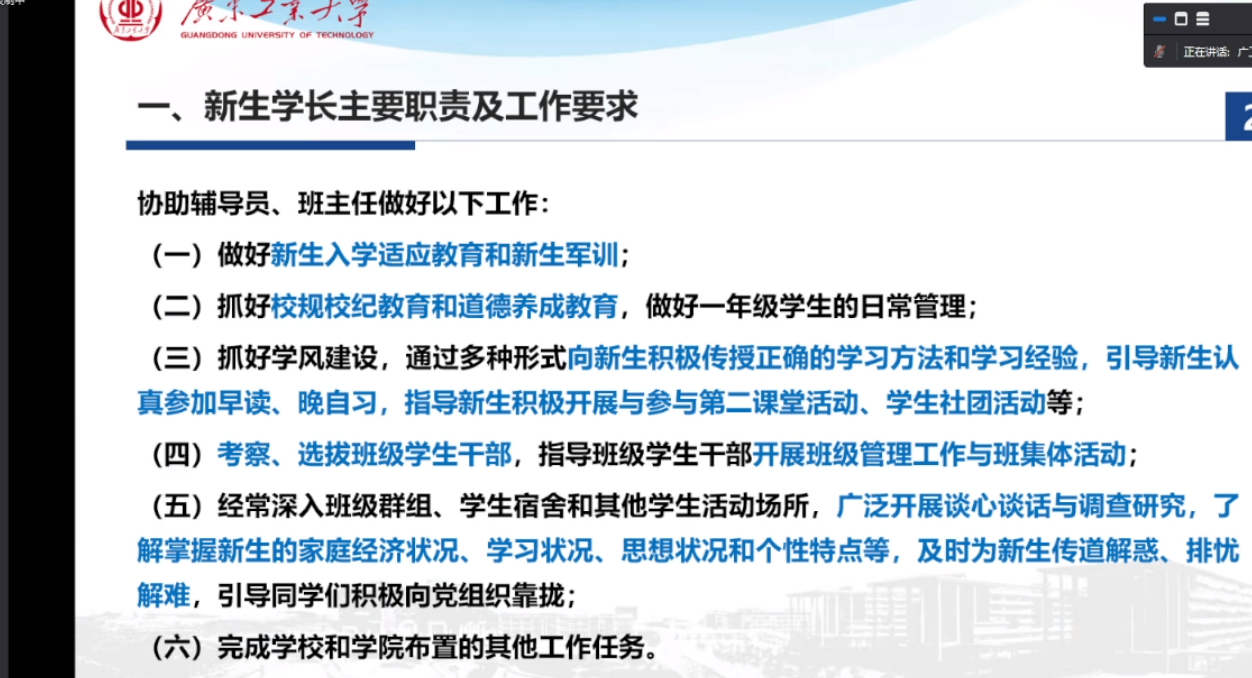 廣東工業大學
GUANGDONG UNIVERSITY OF TECHNOLOGY
正在讲话: 广工
一、新生学长主要职责及工作要求
2
协助辅导员、班主任做好以下工作：
（一）做好新生入学适应教育和新生军训；
（二）抓好校规校纪教育和道德养成教育，做好一年级学生的日常管理；
（三）抓好学风建设，通过多种形式向新生积极传授正确的学习方法和学习经验，引导新生认
真参加早读、晚自习，指导新生积极开展与参与第二课堂活动、学生社团活动等；
（四）考察、选拔班级学生干部，指导班级学生干部开展班级管理工作与班集体活动；
（五）经常深入班级群组、学生宿舍和其他学生活动场所，广泛开展谈心谈话与调查研究，了
解掌握新生的家庭经济状况、学习状况、思想状况和个性特点等，及时为新生传道解惑、排忧
解难，引导同学们积极向党组织靠拢；
（六）完成学校和学院布置的其他工作任务。